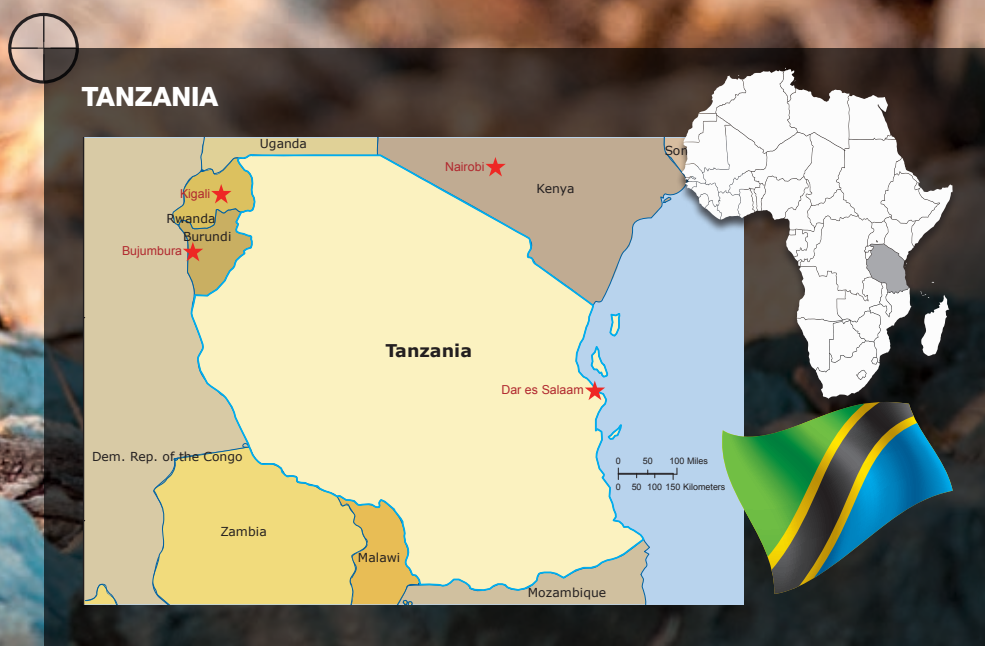 TANZANIA
Uganda
Som
Nairobi
Kenya
Kigali
Rwanda
Burundi
Bujumbura
Tanzania
Dar es Salaam
Dem. Rep. of the Congo
0 50 100 Miles
0 50 100 150 Kilometers
Zambia
Malawi
Mozambique